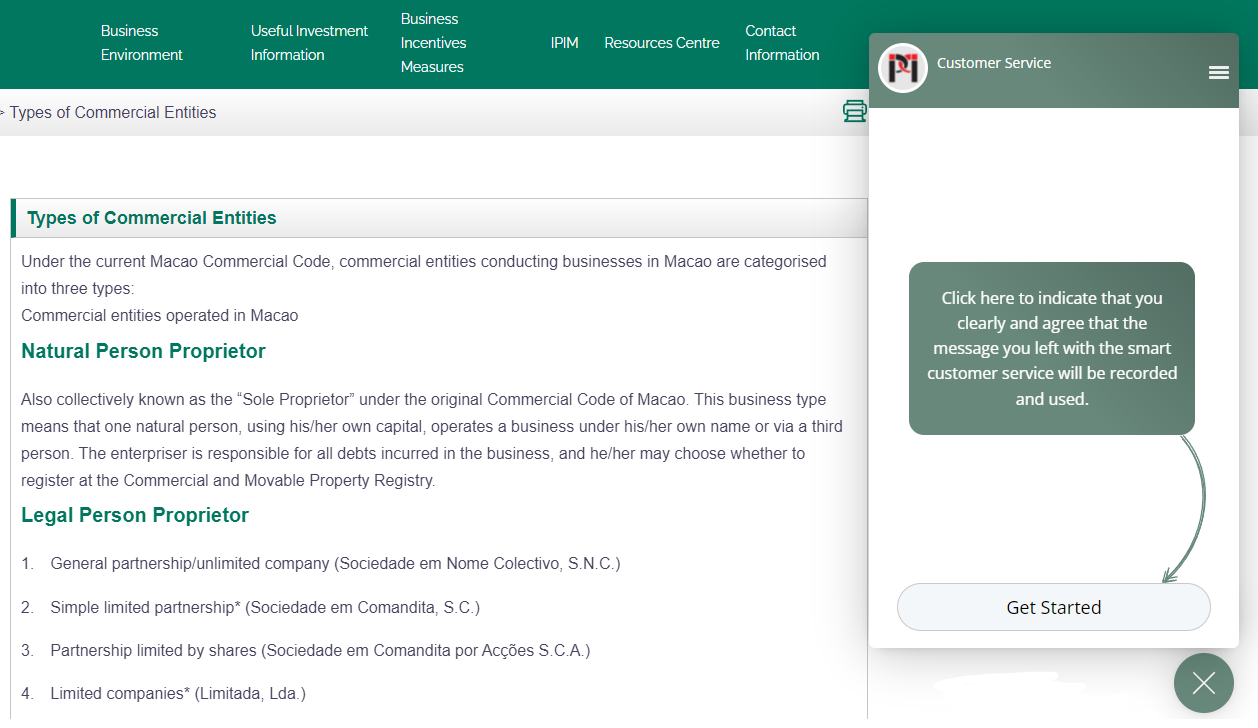 Business
Environment
Useful Investment
Information
Business
Incentives
Measures
IPIM
Resources Centre
Contact
Information
> Types of Commercial Entities
Types of Commercial Entities
Under the current Macao Commercial Code, commercial entities conducting businesses in Macao are categorised
into three types:
Commercial entities operated in Macao
Natural Person Proprietor
Also collectively known as the “Sole Proprietor” under the original Commercial Code of Macao. This business type
means that one natural person, using his/her own capital, operates a business under his/her own name or via a third
person. The enterpriser is responsible for all debts incurred in the business, and he/her may choose whether to
register at the Commercial and Movable Property Registry.
Legal Person Proprietor
1. General partnership/unlimited company (Sociedade em Nome Colectivo, S.N.C.)
2. Simple limited partnership* (Sociedade em Comandita, S.C.)
3. Partnership limited by shares (Sociedade em Comandita por Acções S.C.A.)
4. Limited companies* (Limitada, Lda.)
Customer Service
Click here to indicate that you
clearly and agree that the
message you left with the smart
customer service will be recorded
and used.
Get Started